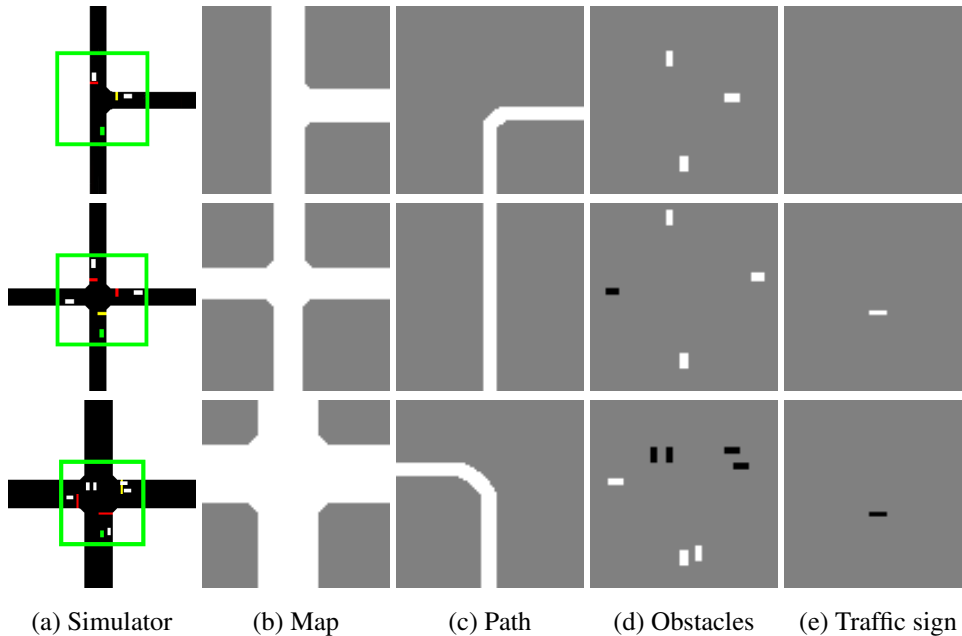 (a) Simulator
(b) Map
(c) Path
(d) Obstacles
(e) Traffic sign